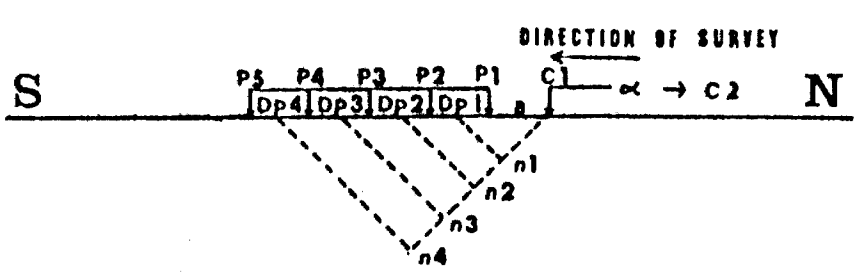 DIRECTION OF SURVEY
P5 P4 P3 P2 P1 C1
S Dp4 Dp3 Dp2 Dp1 a ∝ → C2 N
n1
n2
n3
n4